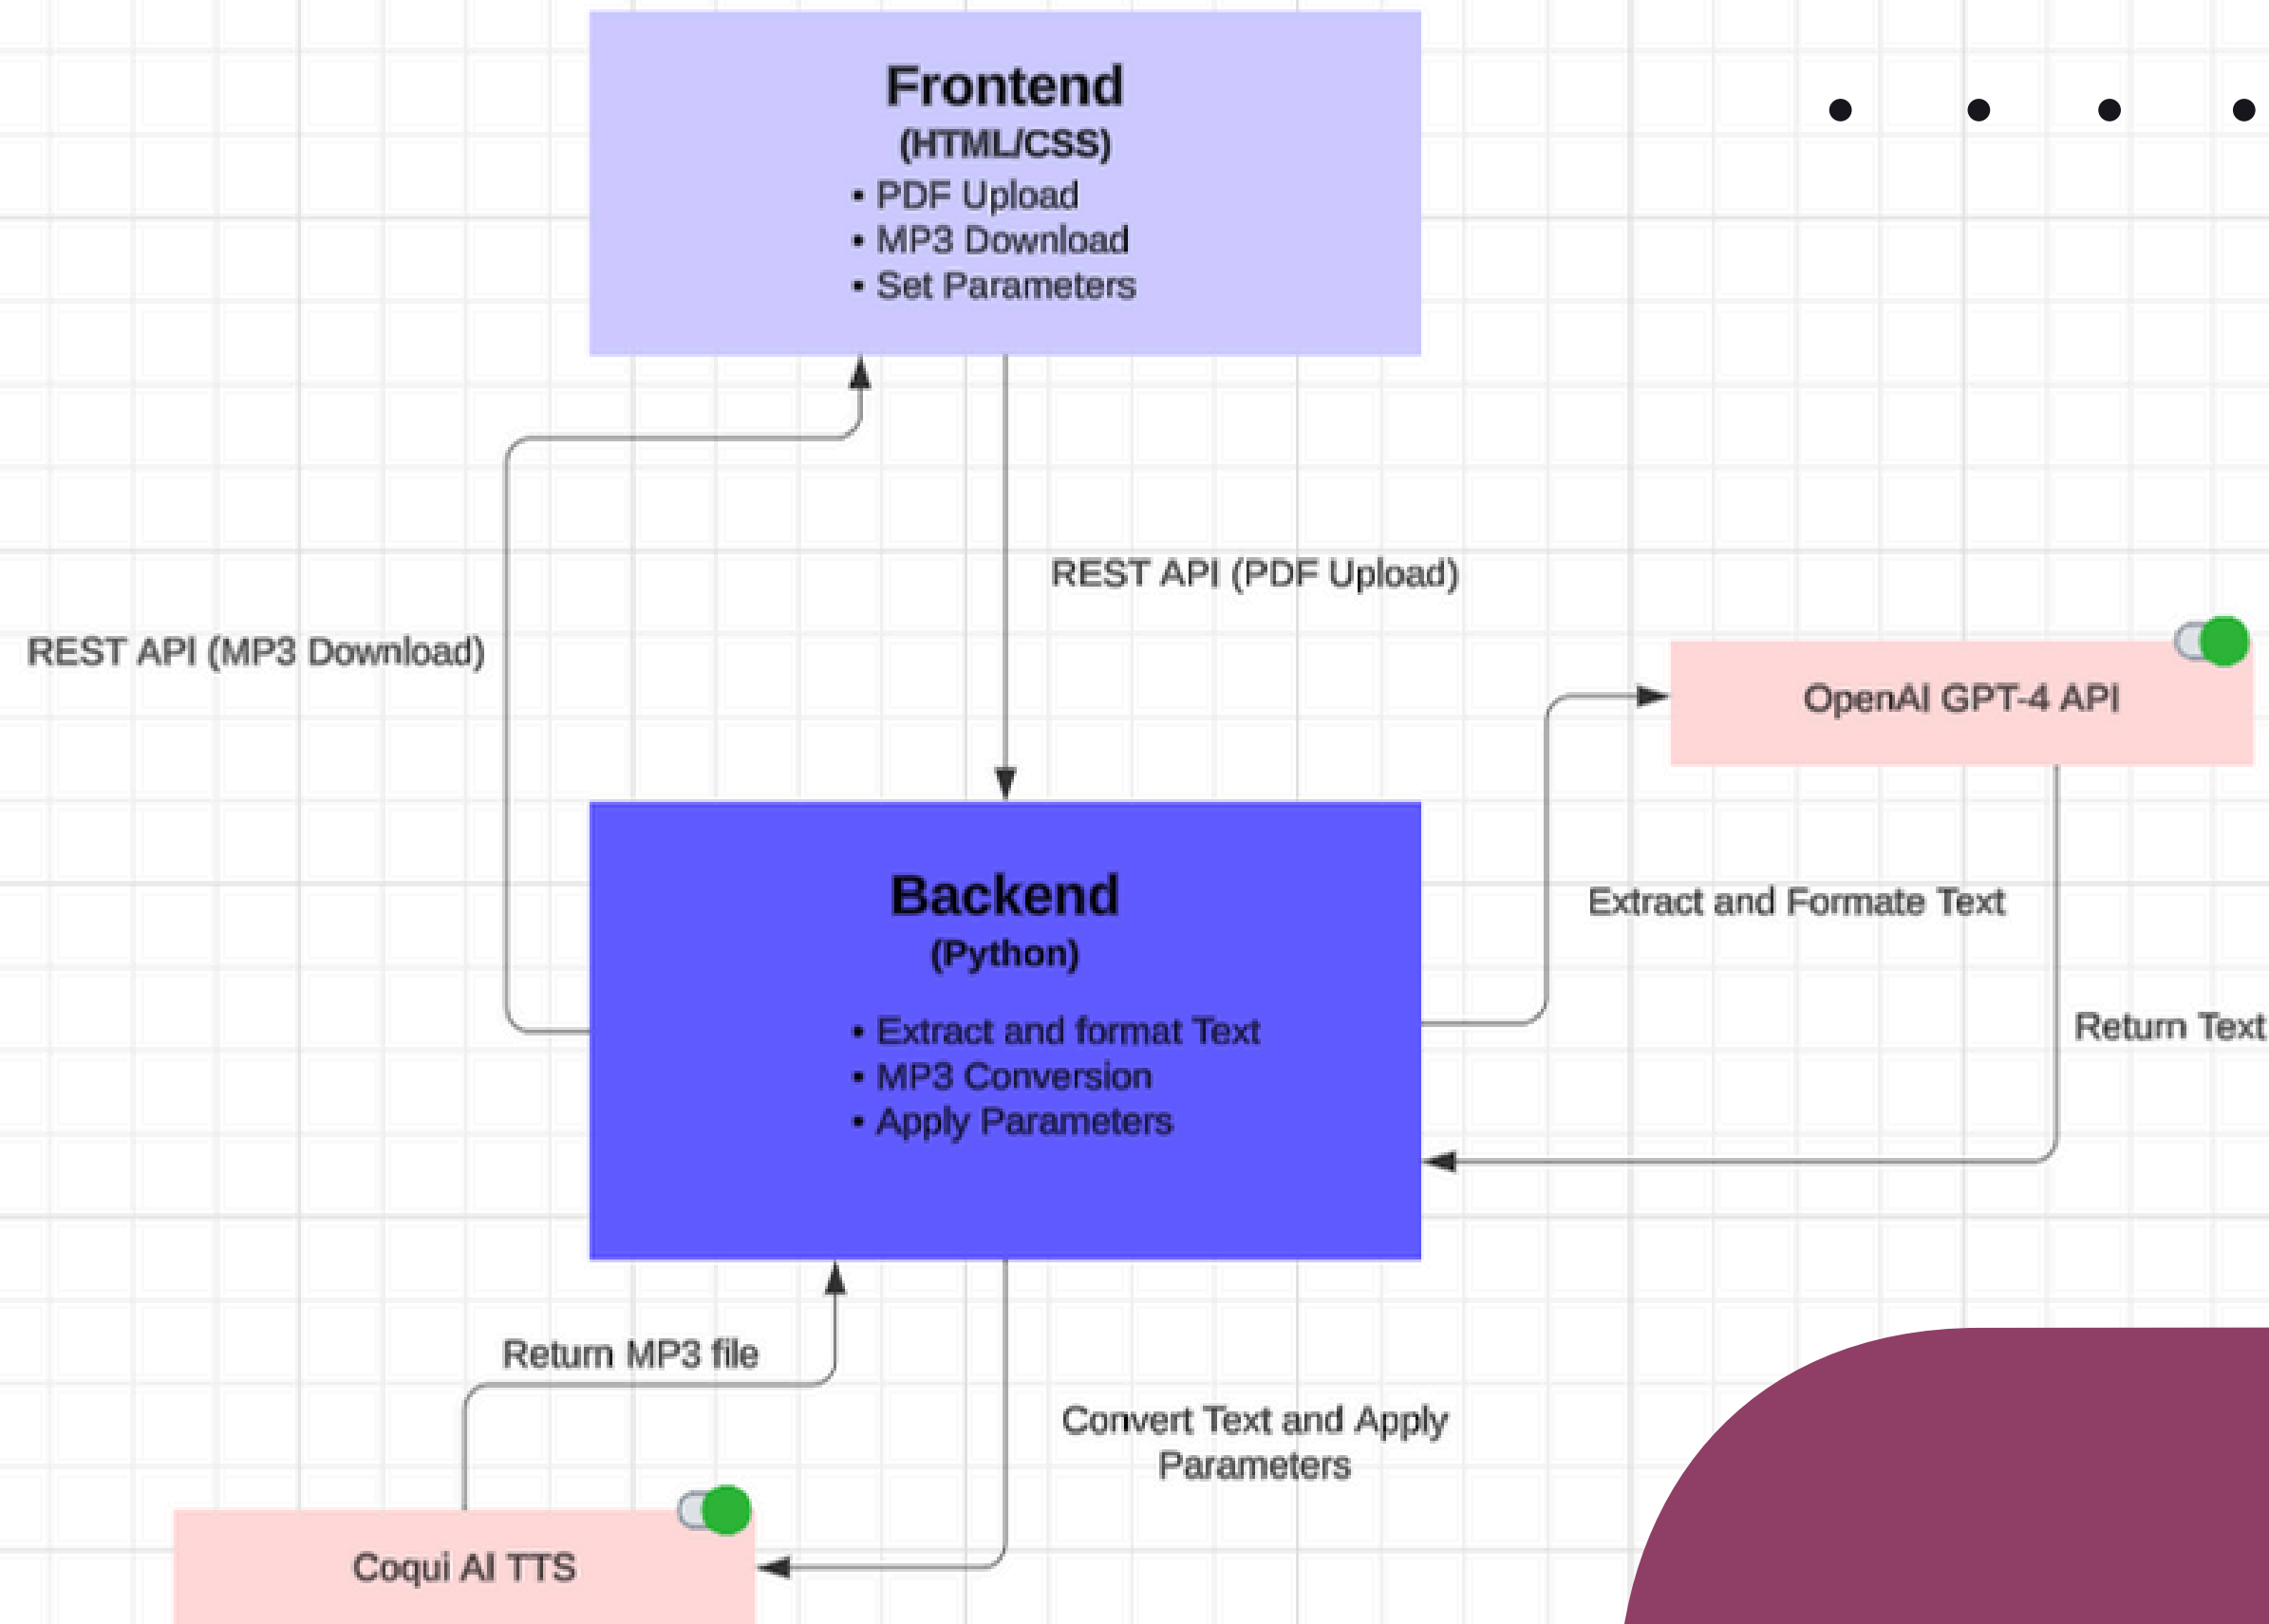 Frontend
(HTML/CSS)
• PDF Upload
• MP3 Download
• Set Parameters
REST API (PDF Upload)
REST API (MP3 Download)
OpenAI GPT-4 API
Backend
(Python)
• Extract and format Text
• MP3 Conversion
• Apply Parameters
Extract and Formate Text
Return Text
Return MP3 file
Convert Text and Apply
Parameters
Coqui AI TTS